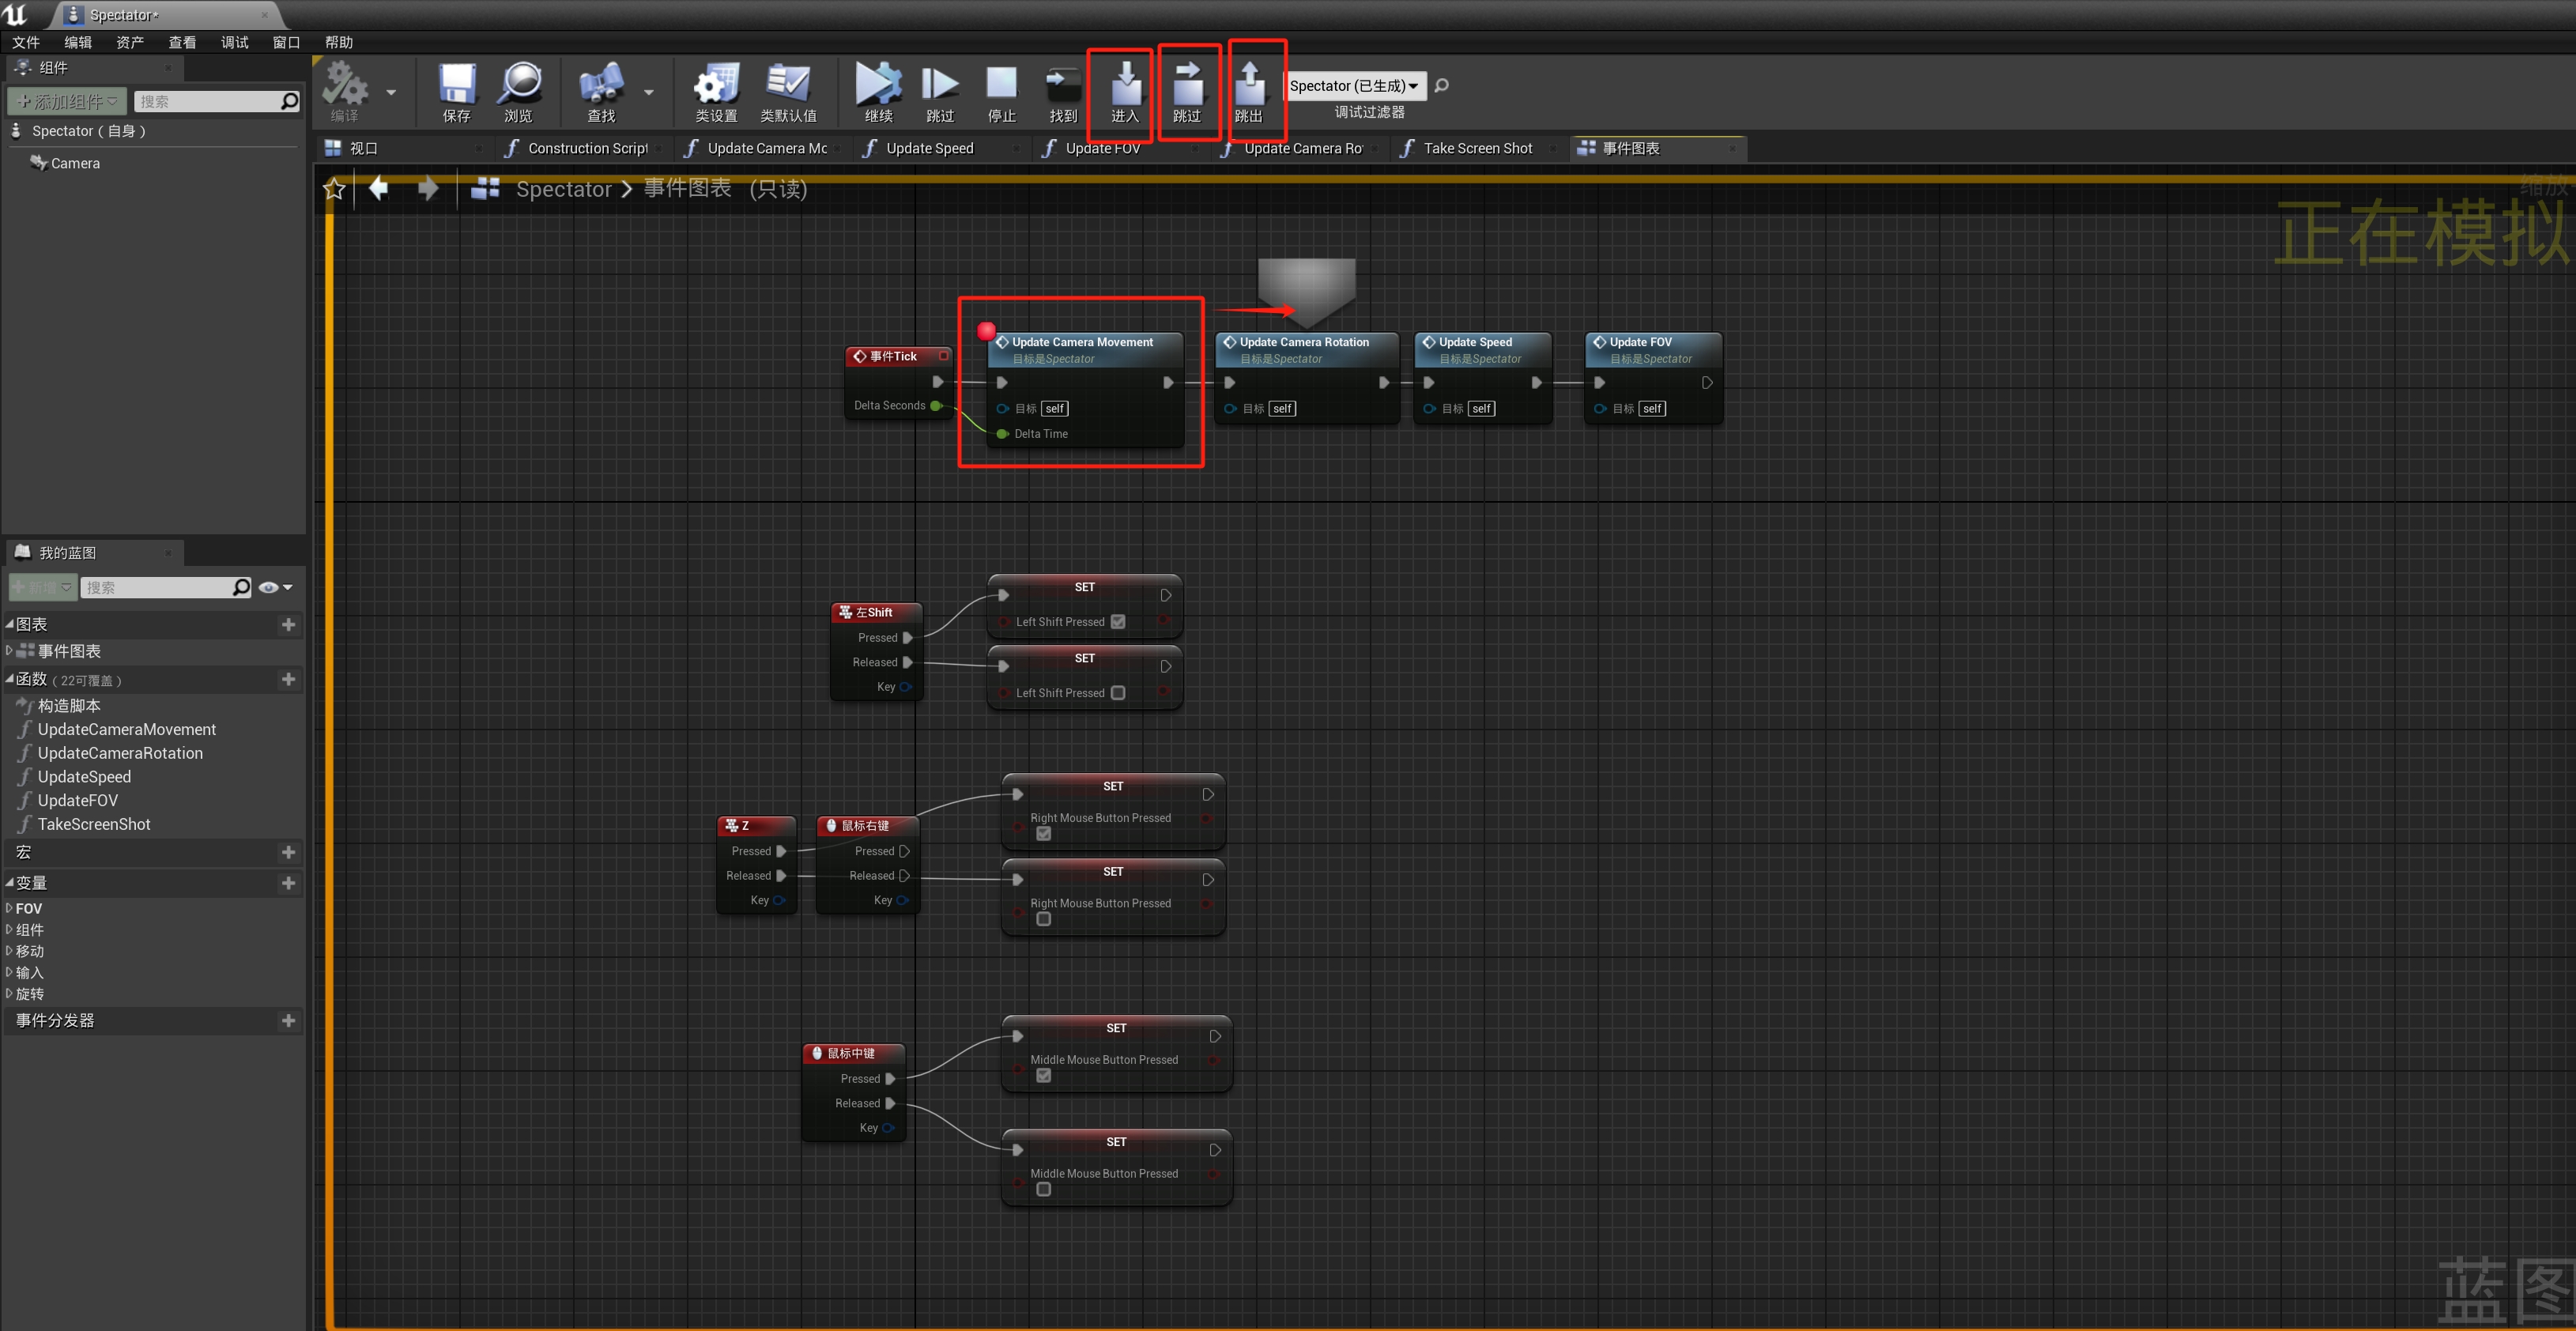 Spectator*
文件 编辑 资产 查看 调试 窗口 帮助
组件
添加组件 搜索
Spectator（自身）
Camera
编译 保存 浏览 查找 类设置 类默认值 继续 跳过 停止 找到 进入 跳过 跳出
Spectator (已生成)
调试过滤器
视口 Construction Script Update Camera Mo Update Speed Update FOV Update Camera Ro Take Screen Shot 事件图表
Spectator 事件图表 (只读)
缩放
正在模拟
事件Tick
Delta Seconds
Update Camera Movement
目标是Spectator
目标 self
Delta Time
Update Camera Rotation
目标是Spectator
目标 self
Update Speed
目标是Spectator
目标 self
Update FOV
目标是Spectator
目标 self
左Shift
Pressed
Released
Key
SET
Left Shift Pressed
SET
Left Shift Pressed
Z
Pressed
Released
Key
鼠标右键
Pressed
Released
Key
SET
Right Mouse Button Pressed
SET
Right Mouse Button Pressed
鼠标中键
Pressed
Released
Key
SET
Middle Mouse Button Pressed
SET
Middle Mouse Button Pressed
我的蓝图
新增 搜索
图表
事件图表
函数（22可覆盖）
构造脚本
UpdateCameraMovement
UpdateCameraRotation
UpdateSpeed
UpdateFOV
TakeScreenShot
宏
变量
FOV
组件
移动
输入
旋转
事件分发器
蓝图